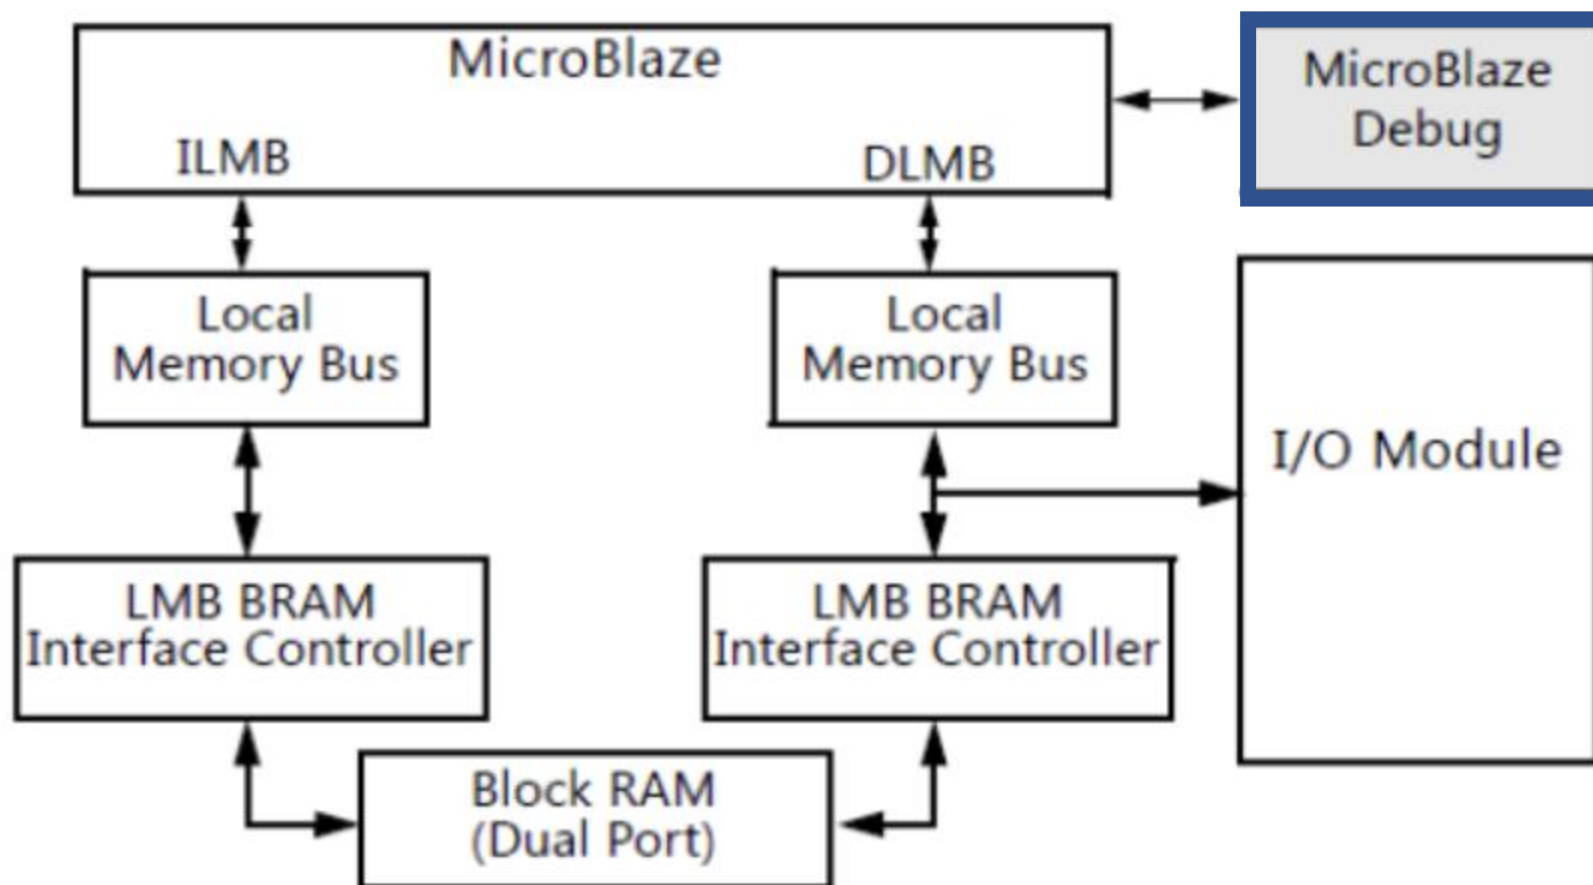 MicroBlaze
ILMB
DLMB
MicroBlaze
Debug
Local
Memory Bus
Local
Memory Bus
I/O Module
LMB BRAM
Interface Controller
LMB BRAM
Interface Controller
Block RAM
(Dual Port)